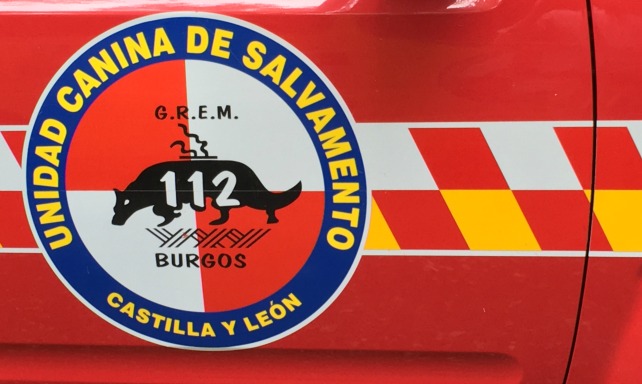 UNIDAD CANINA DE SALVAMENTO
G.R.E.M.
112
BURGOS
CASTILLA Y LEÓN